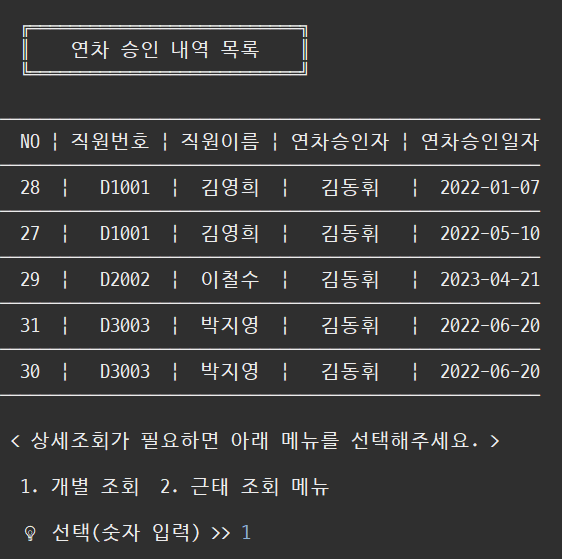 연차 승인 내역 목록
NO ¦ 직원번호 ¦ 직원이름 ¦ 연차승인자 ¦ 연차승인일자
28 ¦ D1001 ¦ 김영희 ¦ 김동휘 ¦ 2022-01-07
27 ¦ D1001 ¦ 김영희 ¦ 김동휘 ¦ 2022-05-10
29 ¦ D2002 ¦ 이철수 ¦ 김동휘 ¦ 2023-04-21
31 ¦ D3003 ¦ 박지영 ¦ 김동휘 ¦ 2022-06-20
30 ¦ D3003 ¦ 박지영 ¦ 김동휘 ¦ 2022-06-20
< 상세조회가 필요하면 아래 메뉴를 선택해주세요. >
1. 개별 조회 2. 근태 조회 메뉴
💡 선택(숫자 입력) >> 1